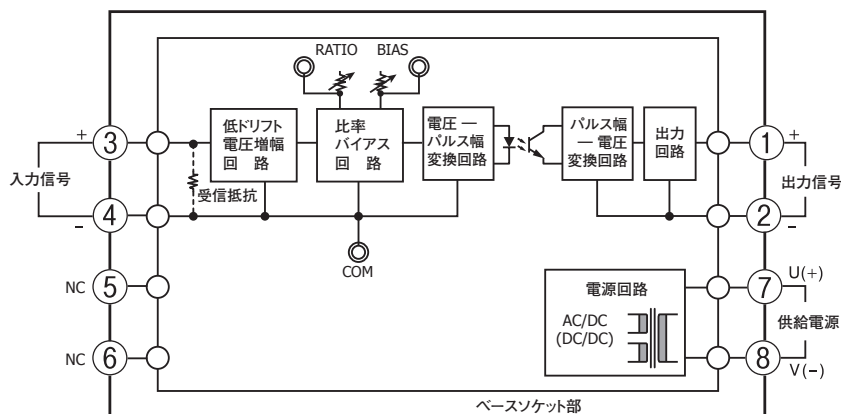 RATIO BIAS
低ドリフト
電圧増幅
回 路
比率
バイアス
回 路
電圧 ―
パルス幅
変換回路
パルス幅
― 電圧
変換回路
出力
回路
+ 3
入力信号
- 4
受信抵抗
COM
1 +
出力信号
2 -
NC 5
NC 6
電源回路
AC/DC
(DC/DC)
7 U(+)
供給電源
8 V(-)
ベースソケット部